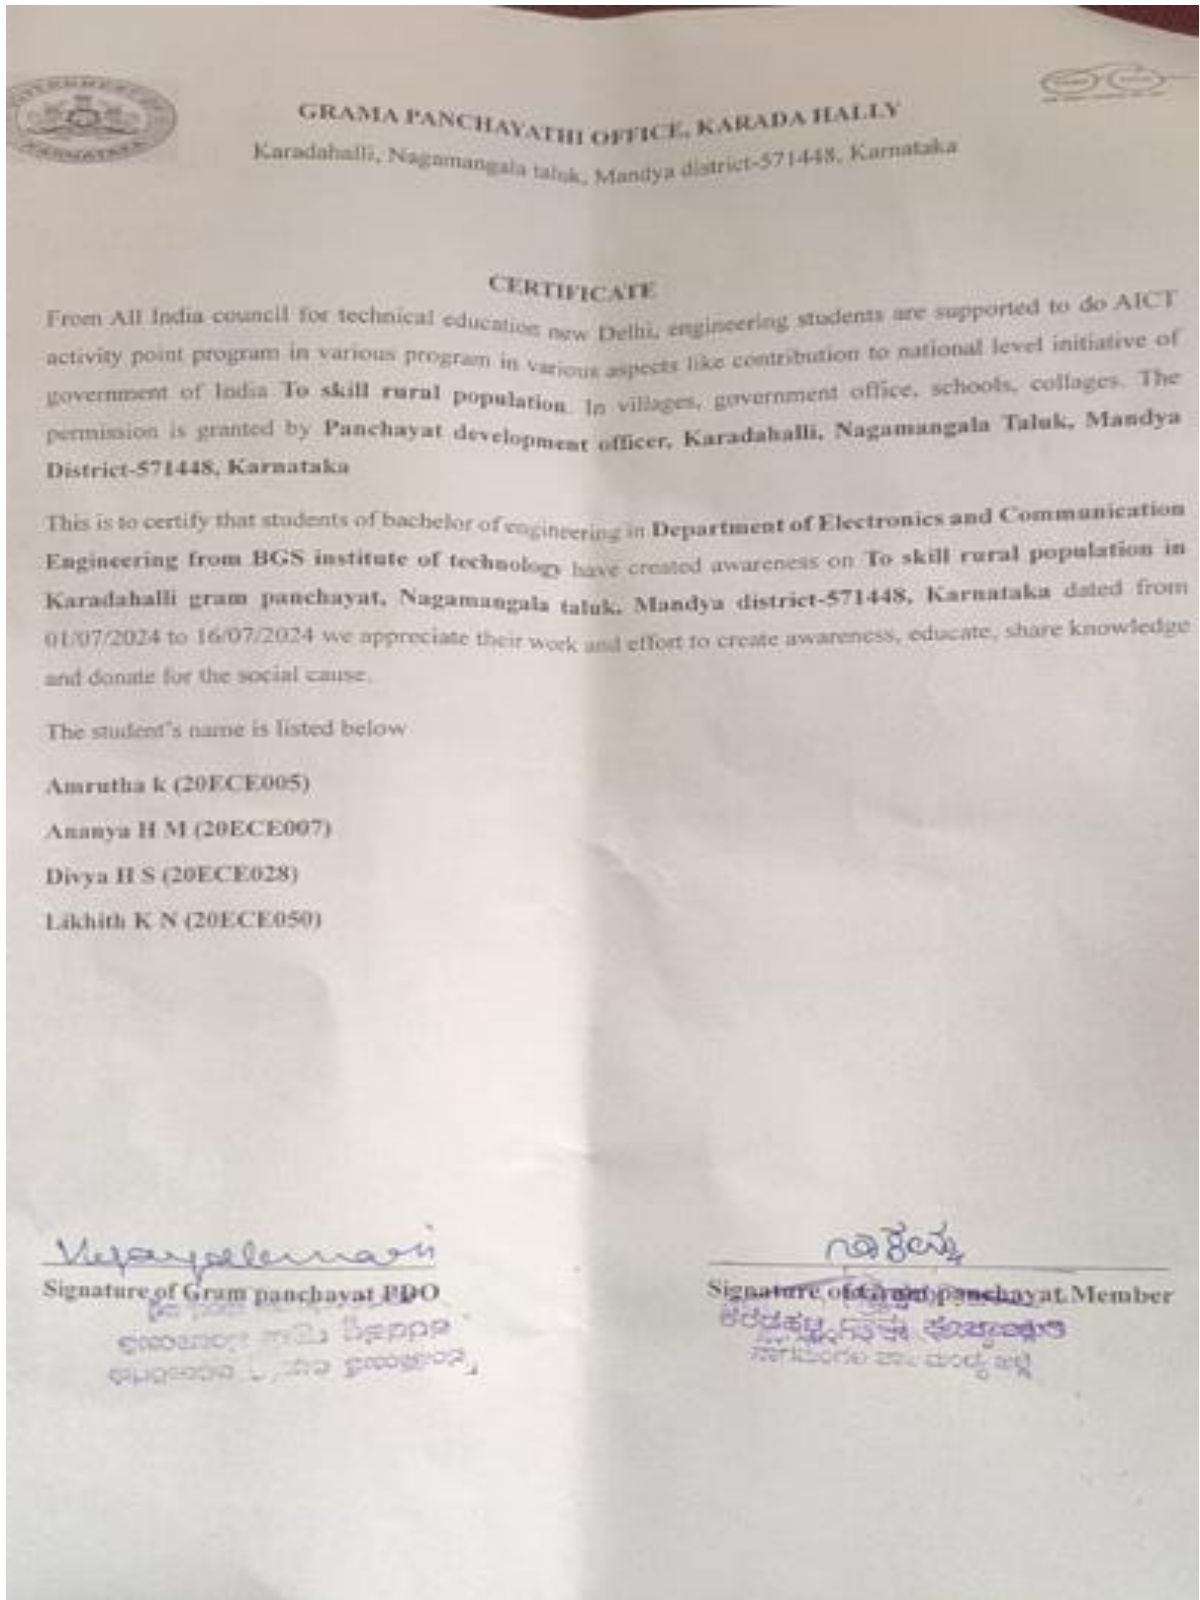 GOVERNMENT OF
KARNATAKA
GRAMA PANCHAYATHI OFFICE, KARADA HALLY
Karadahalli, Nagamangala taluk, Mandya district-571448, Karnataka
CERTIFICATE
From All India council for technical education new Delhi, engineering students are supported to do AICT
activity point program in various program in various aspects like contribution to national level initiative of
government of India To skill rural population. In villages, government office, schools, collages. The
permission is granted by Panchayat development officer, Karadahalli, Nagamangala Taluk, Mandya
District-571448, Karnataka
This is to certify that students of bachelor of engineering in Department of Electronics and Communication
Engineering from BGS institute of technology have created awareness on To skill rural population in
Karadahalli gram panchayat, Nagamangala taluk, Mandya district-571448, Karnataka dated from
01/07/2024 to 16/07/2024 we appreciate their work and effort to create awareness, educate, share knowledge
and donate for the social cause.
The student's name is listed below
Amrutha k (20ECE005)
Ananya H M (20ECE007)
Divya H S (20ECE028)
Likhith K N (20ECE050)
Signature of Gram panchayat PDO
Signature of Gram panchayat Member